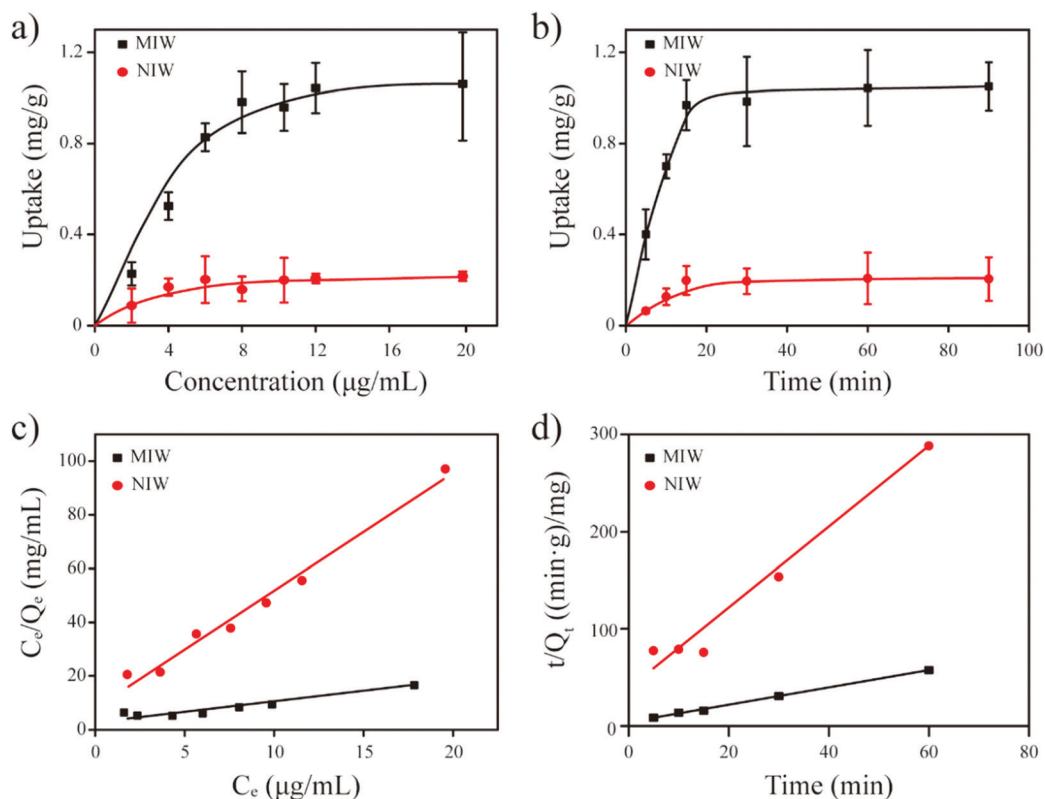 a)
MIW
NIW
Uptake (mg/g)
1.2
0.8
0.4
0
0 4 8 12 16 20
Concentration (μg/mL)
b)
MIW
NIW
Uptake (mg/g)
1.2
0.8
0.4
0
0 20 40 60 80 100
Time (min)
c)
MIW
NIW
Cₑ/Qₑ (mg/mL)
100
80
60
40
20
0
0 5 10 15 20
Cₑ (μg/mL)
d)
MIW
NIW
t/Qₜ ((min·g)/mg)
300
200
100
0
0 20 40 60 80
Time (min)